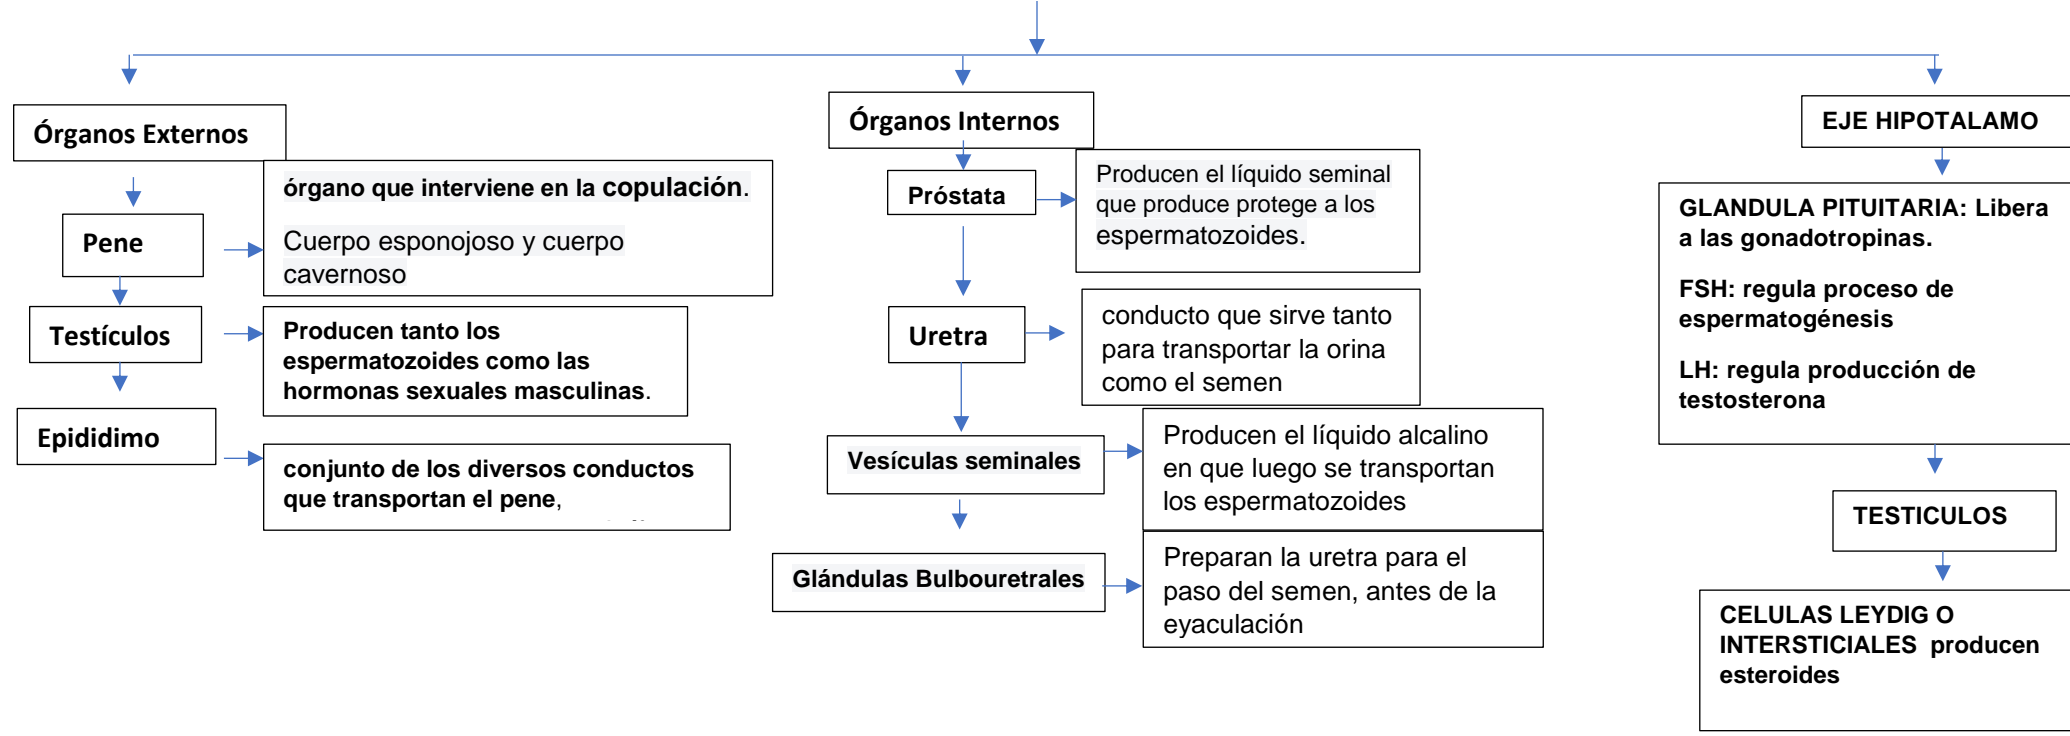 Órganos Externos
Pene
órgano que interviene en la copulación.
Cuerpo esponojoso y cuerpo
cavernoso
Testículos
Producen tanto los
espermatozoides como las
hormonas sexuales masculinas.
Epididimo
conjunto de los diversos conductos
que transportan el pene,
Órganos Internos
Próstata
Producen el líquido seminal
que produce protege a los
espermatozoides.
Uretra
conducto que sirve tanto
para transportar la orina
como el semen
Vesículas seminales
Producen el líquido alcalino
en que luego se transportan
los espermatozoides
Glándulas Bulbouretrales
Preparan la uretra para el
paso del semen, antes de la
eyaculación
EJE HIPOTALAMO
GLANDULA PITUITARIA: Libera
a las gonadotropinas.
FSH: regula proceso de
espermatogénesis
LH: regula producción de
testosterona
TESTICULOS
CELULAS LEYDIG O
INTERSTICIALES producen
esteroides